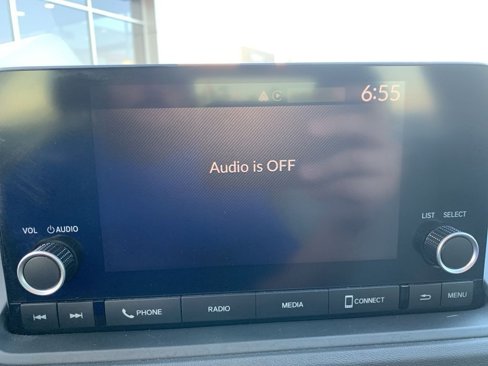 6:55
Audio is OFF
VOL AUDIO
LIST SELECT
PHONE
RADIO
MEDIA
CONNECT
MENU